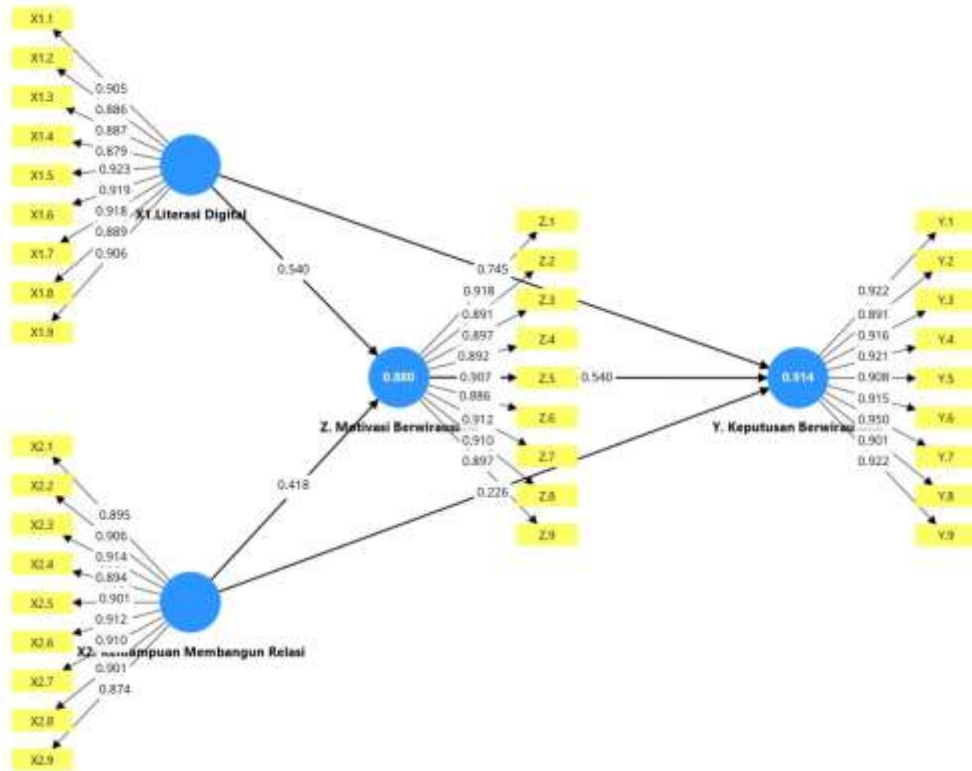 X1.1
X1.2
X1.3
X1.4
X1.5
X1.6
X1.7
X1.8
X1.9
0.905
0.886
0.887
0.879
0.923
0.919
0.918
0.889
0.906
X1.Literasi Digital
0.540
0.745
X2.1
X2.2
X2.3
X2.4
X2.5
X2.6
X2.7
X2.8
X2.9
0.895
0.906
0.914
0.894
0.901
0.912
0.910
0.901
0.874
Membangun Relasi
0.418
0.226
0.880
Z. Motivasi
0.918
0.891
0.897
0.892
0.907
0.886
0.912
0.910
0.897
Z.1
Z.2
Z.3
Z.4
Z.5
Z.6
Z.7
Z.8
Z.9
0.540
0.914
Y. Keputusan
0.922
0.891
0.916
0.921
0.908
0.915
0.950
0.901
0.922
Y.1
Y.2
Y.3
Y.4
Y.5
Y.6
Y.7
Y.8
Y.9